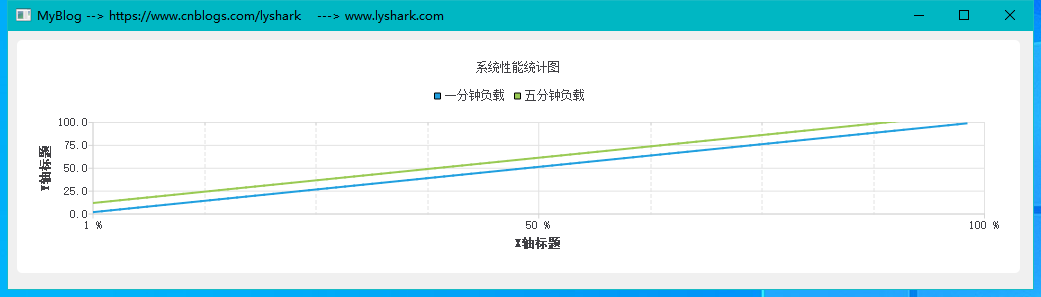 MyBlog --> https://www.cnblogs.com/lyshark    ---> www.lyshark.com
系统性能统计图
一分钟负载 五分钟负载
100.0
75.0
50.0
25.0
0.0
Y轴标题
1 % 50 % 100 %
X轴标题